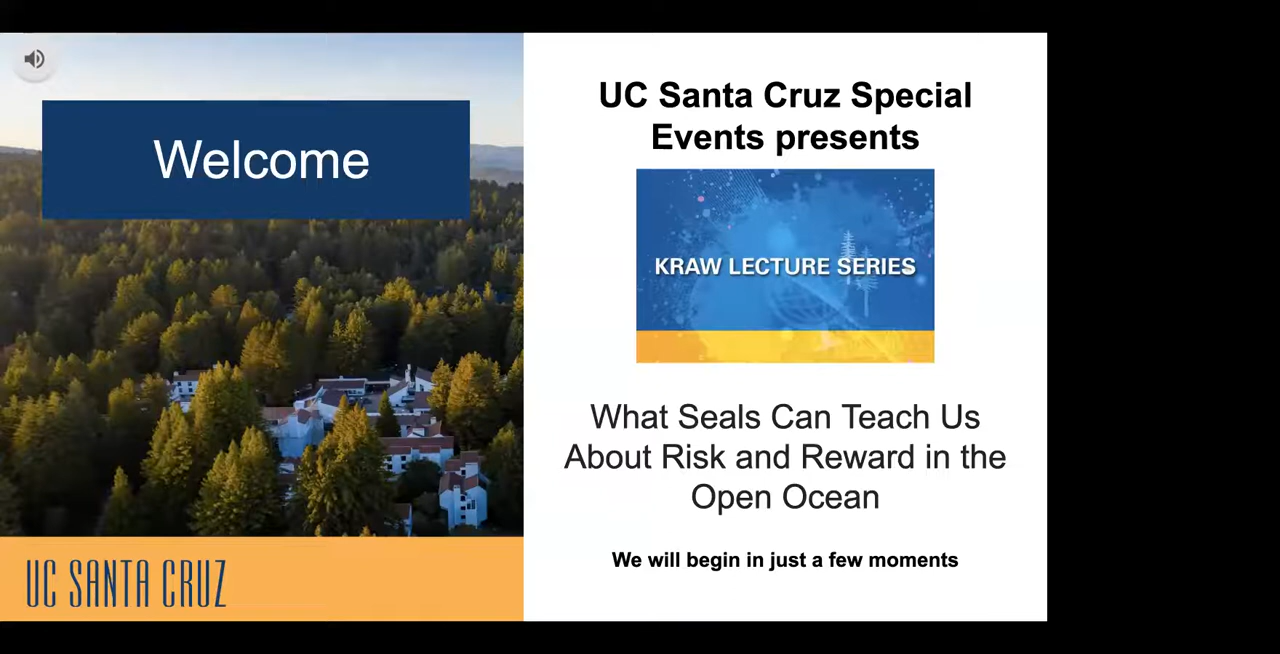 Welcome
UC SANTA CRUZ
UC Santa Cruz Special
Events presents
KRAW LECTURE SERIES
What Seals Can Teach Us
About Risk and Reward in the
Open Ocean
We will begin in just a few moments